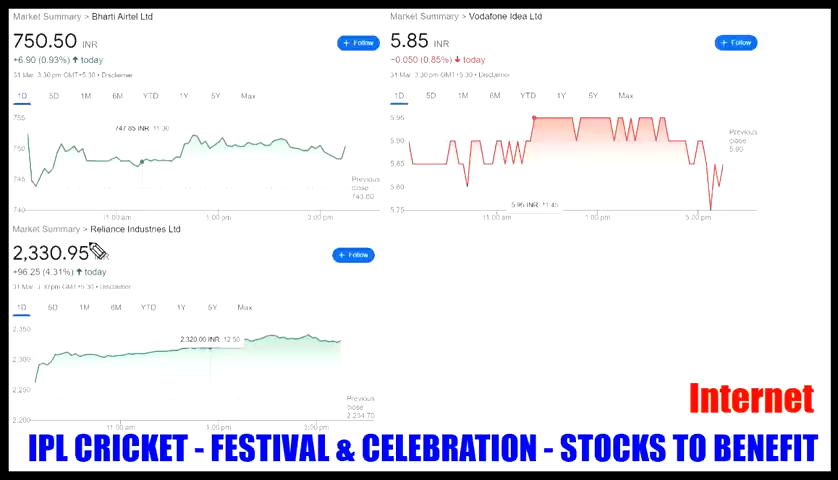 Market Summary > Bharti Airtel Ltd
750.50 INR
+ Follow
+6.90 (0.93%) ↑ today
31 Mar, 3:30 pm GMT+5:30 • Disclaimer
1D 5D 1M 6M YTD 1Y 5Y Max
755
750
745
740
747.85 INR 11:30
Previous
close
743.60
11:00 am 1:00 pm 3:00 pm
Market Summary > Vodafone Idea Ltd
5.85 INR
+ Follow
−0.050 (0.85%) ↓ today
31 Mar, 3:30 pm GMT+5:30 • Disclaimer
1D 5D 1M 6M YTD 1Y 5Y Max
5.95
5.90
5.85
5.80
5.75
Previous
close
5.95 INR 11:45
11:00 am 1:00 pm
Market Summary > Reliance Industries Ltd
2,330.95
+ Follow
+96.25 (4.31%) ↑ today
31 Mar, 3:30 pm GMT+5:30 • Disclaimer
1D 5D 1M 6M YTD 1Y 5Y Max
2,350
2,300
2,250
2,200
2,320.00 INR 12:50
Previous
close
2,234.70
11:00 am 1:00 pm 3:00 pm
Internet
IPL CRICKET - FESTIVAL & CELEBRATION - STOCKS TO BENEFIT